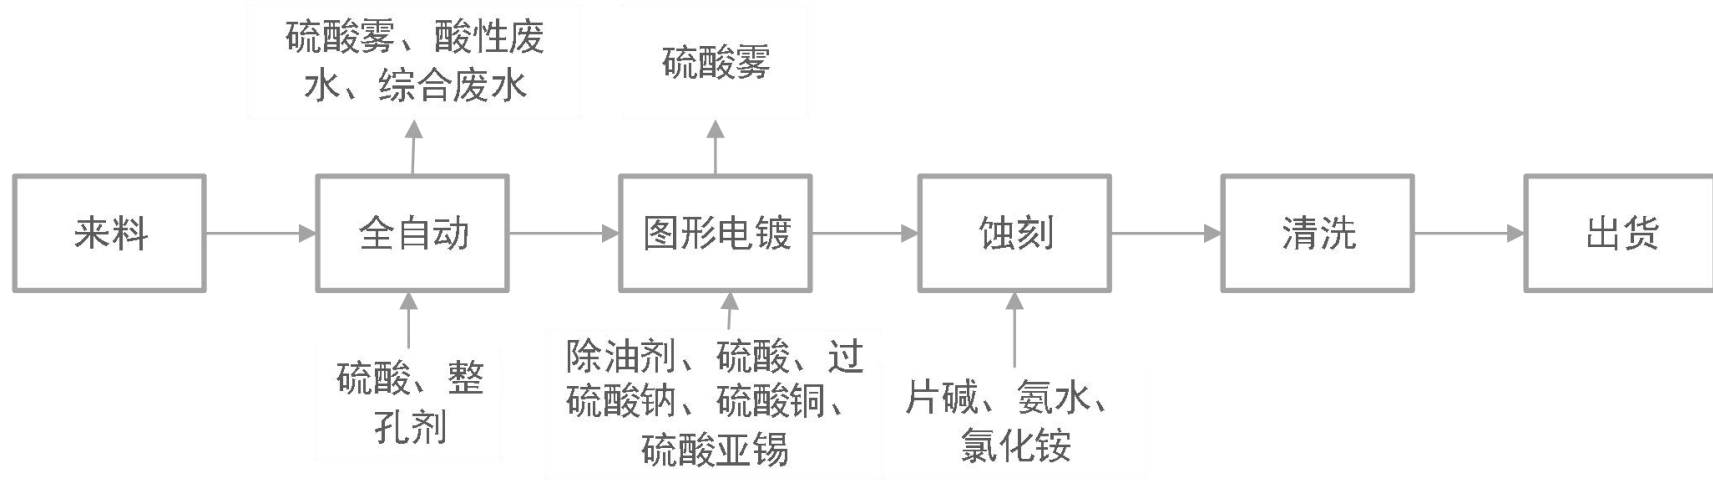 硫酸雾、酸性废
水、综合废水
硫酸雾
来料
全自动
图形电镀
蚀刻
清洗
出货
硫酸、整
孔剂
除油剂、硫酸、过
硫酸钠、硫酸铜、
硫酸亚锡
片碱、氨水、
氯化铵